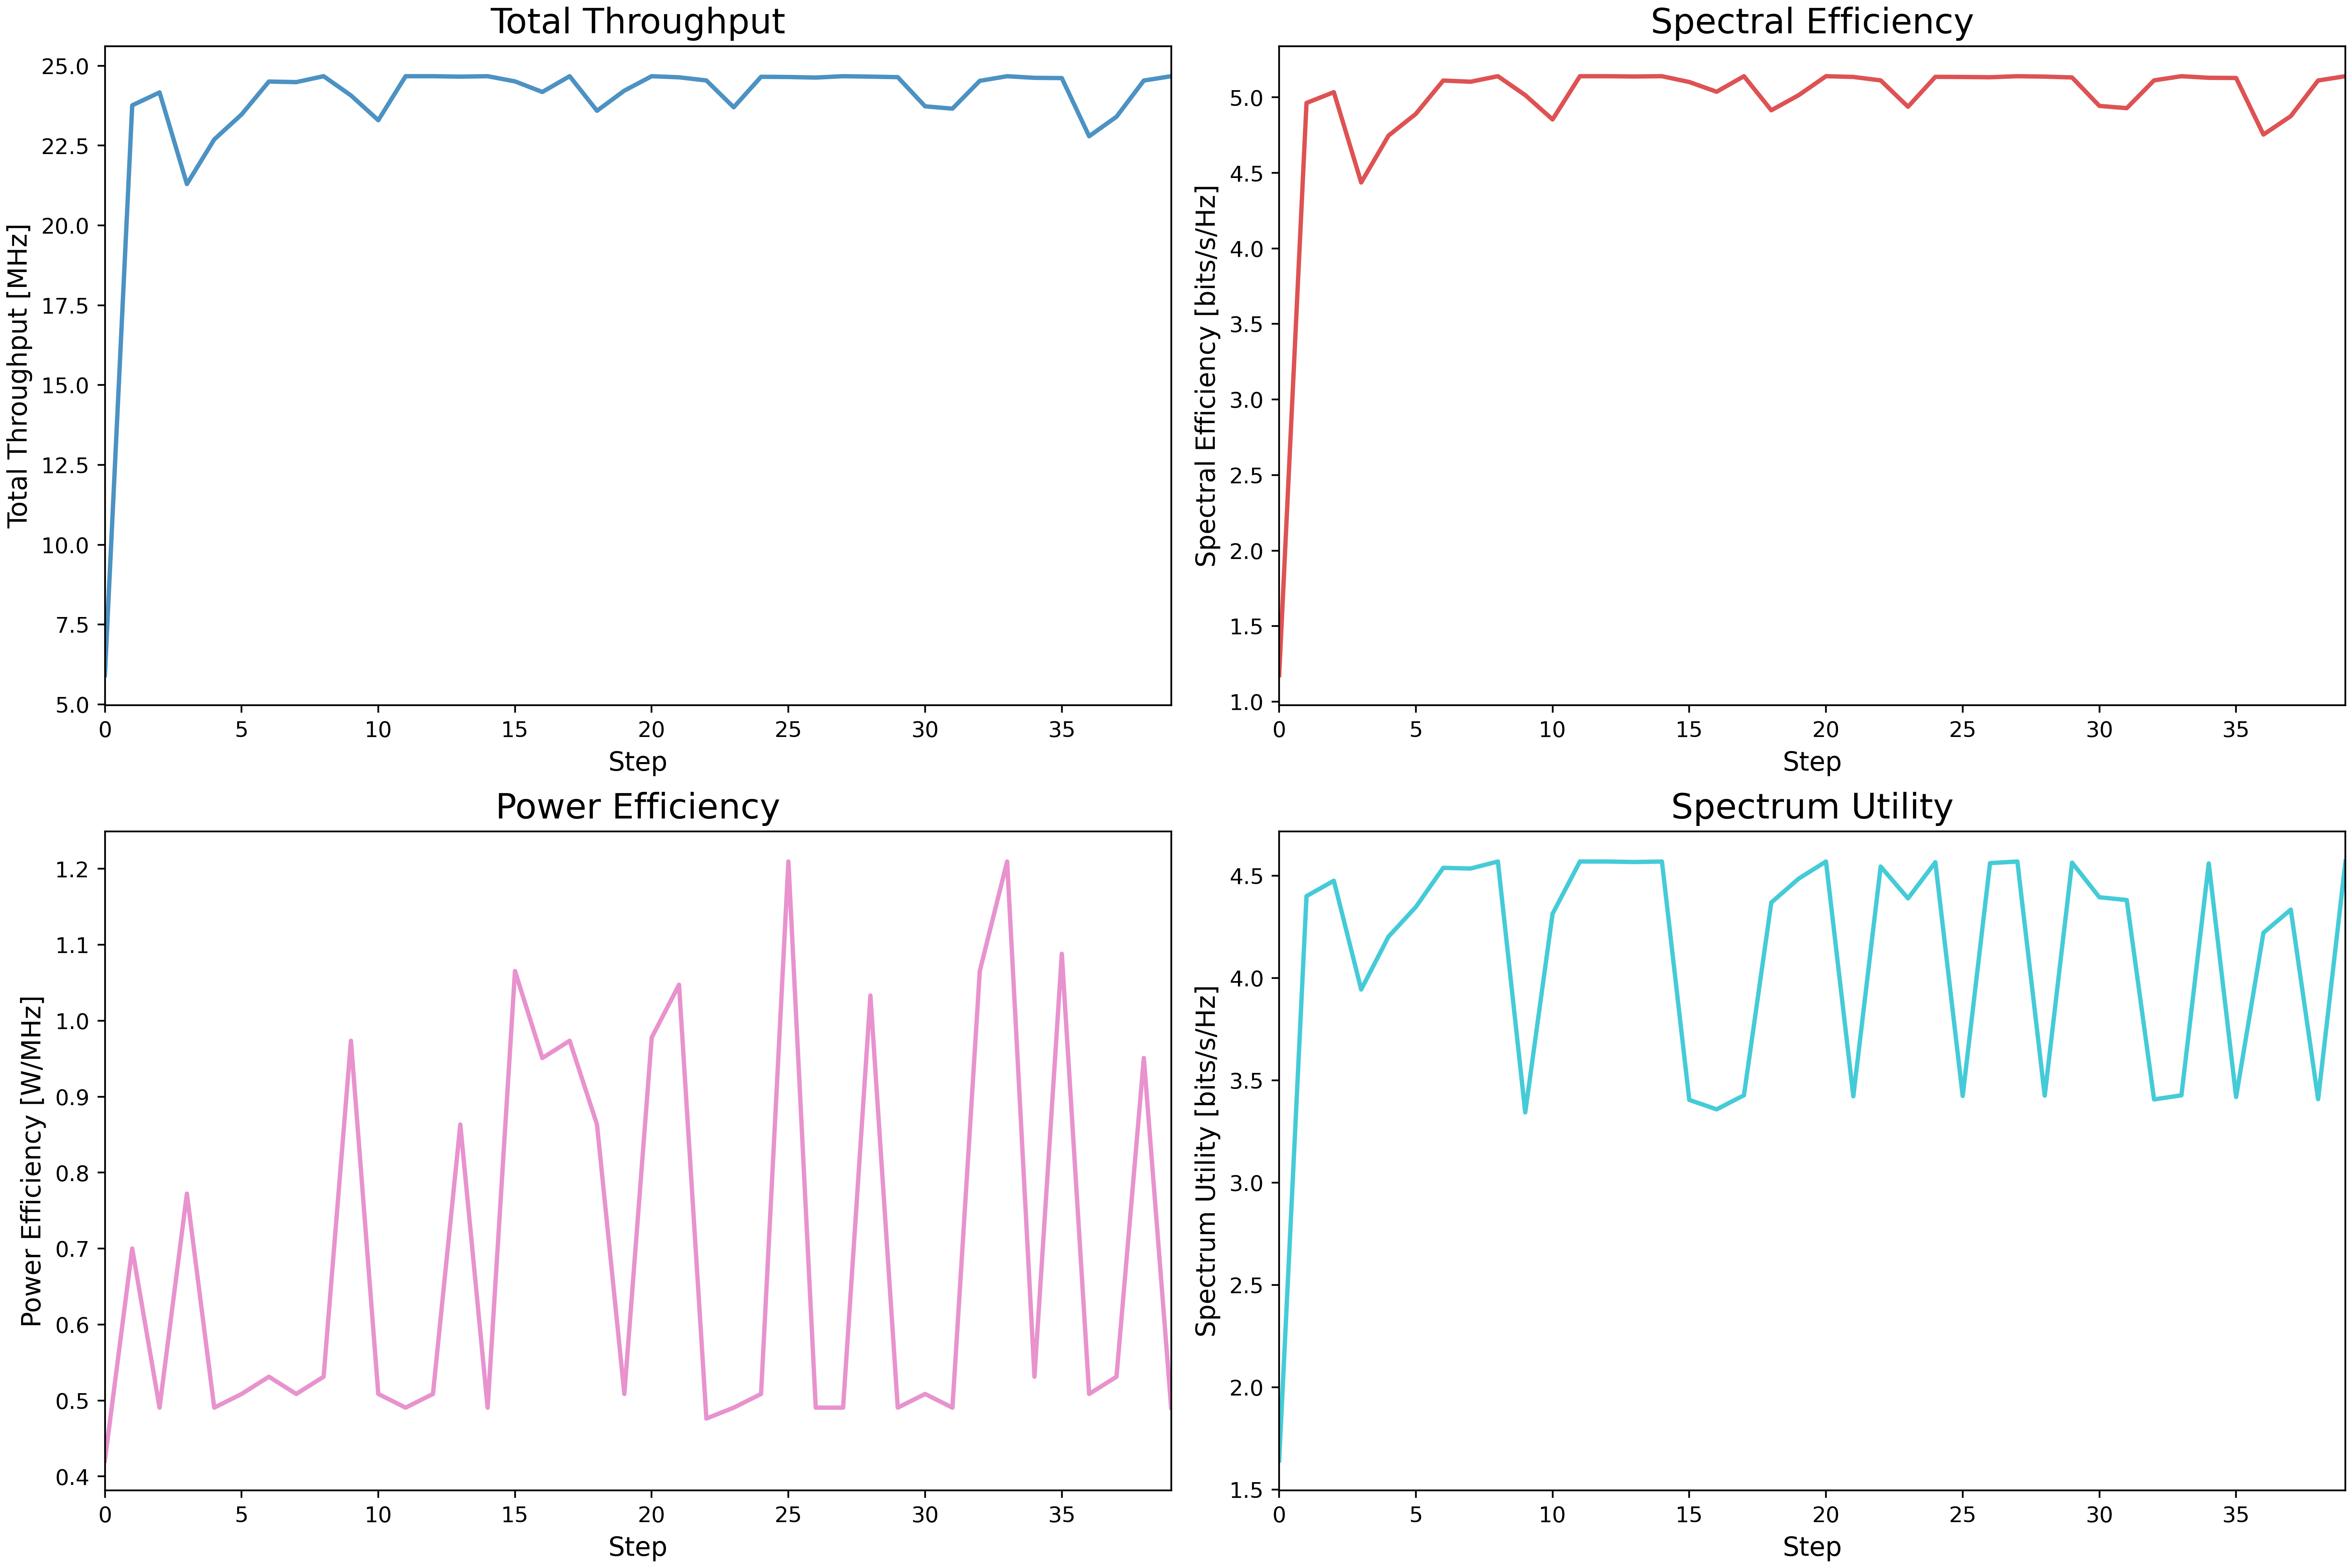 Total Throughput
Total Throughput [MHz]
25.0
22.5
20.0
17.5
15.0
12.5
10.0
7.5
5.0
0 5 10 15 20 25 30 35
Step
Spectral Efficiency
Spectral Efficiency [bits/s/Hz]
5.0
4.5
4.0
3.5
3.0
2.5
2.0
1.5
1.0
0 5 10 15 20 25 30 35
Step
Power Efficiency
Power Efficiency [W/MHz]
1.2
1.1
1.0
0.9
0.8
0.7
0.6
0.5
0.4
0 5 10 15 20 25 30 35
Step
Spectrum Utility
Spectrum Utility [bits/s/Hz]
4.5
4.0
3.5
3.0
2.5
2.0
1.5
0 5 10 15 20 25 30 35
Step